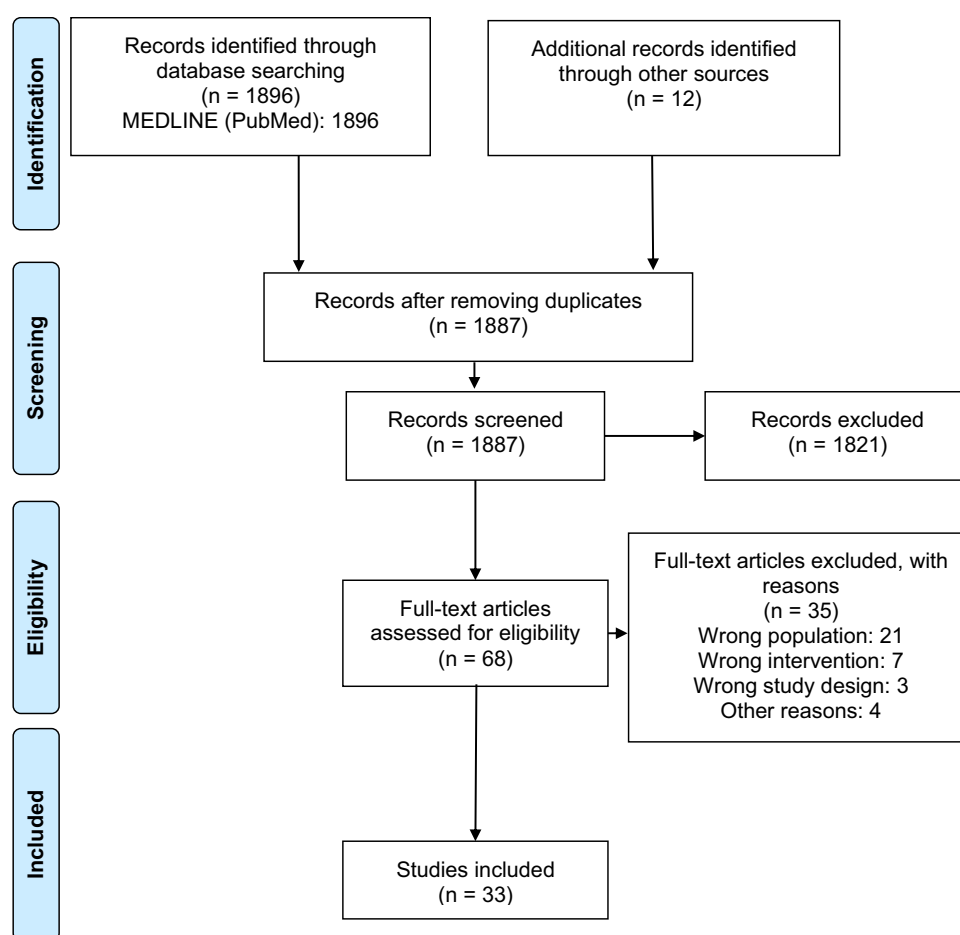 Identification
Records identified through
database searching
(n = 1896)
MEDLINE (PubMed): 1896
Additional records identified
through other sources
(n = 12)
Screening
Records after removing duplicates
(n = 1887)
Records screened
(n = 1887)
Records excluded
(n = 1821)
Eligibility
Full-text articles
assessed for eligibility
(n = 68)
Full-text articles excluded, with
reasons
(n = 35)
Wrong population: 21
Wrong intervention: 7
Wrong study design: 3
Other reasons: 4
Included
Studies included
(n = 33)